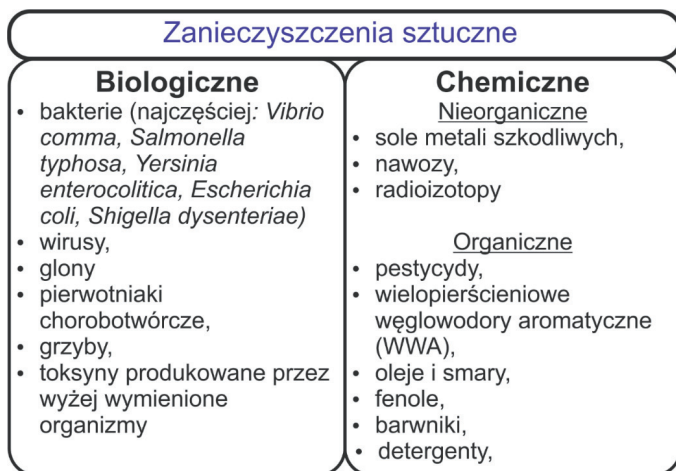 Zanieczyszczenia sztuczne
Biologiczne
• bakterie (najczęściej: Vibrio
comma, Salmonella
typhosa, Yersinia
enterocolitica, Escherichia
coli, Shigella dysenteriae)
• wirusy,
• glony
• pierwotniaki
chorobotwórcze,
• grzyby,
• toksyny produkowane przez
wyżej wymienione
organizmy
Chemiczne
Nieorganiczne
• sole metali szkodliwych,
• nawozy,
• radioizotopy
Organiczne
• pestycydy,
• wielopierścieniowe
węglowodory aromatyczne
(WWA),
• oleje i smary,
• fenole,
• barwniki,
• detergenty,